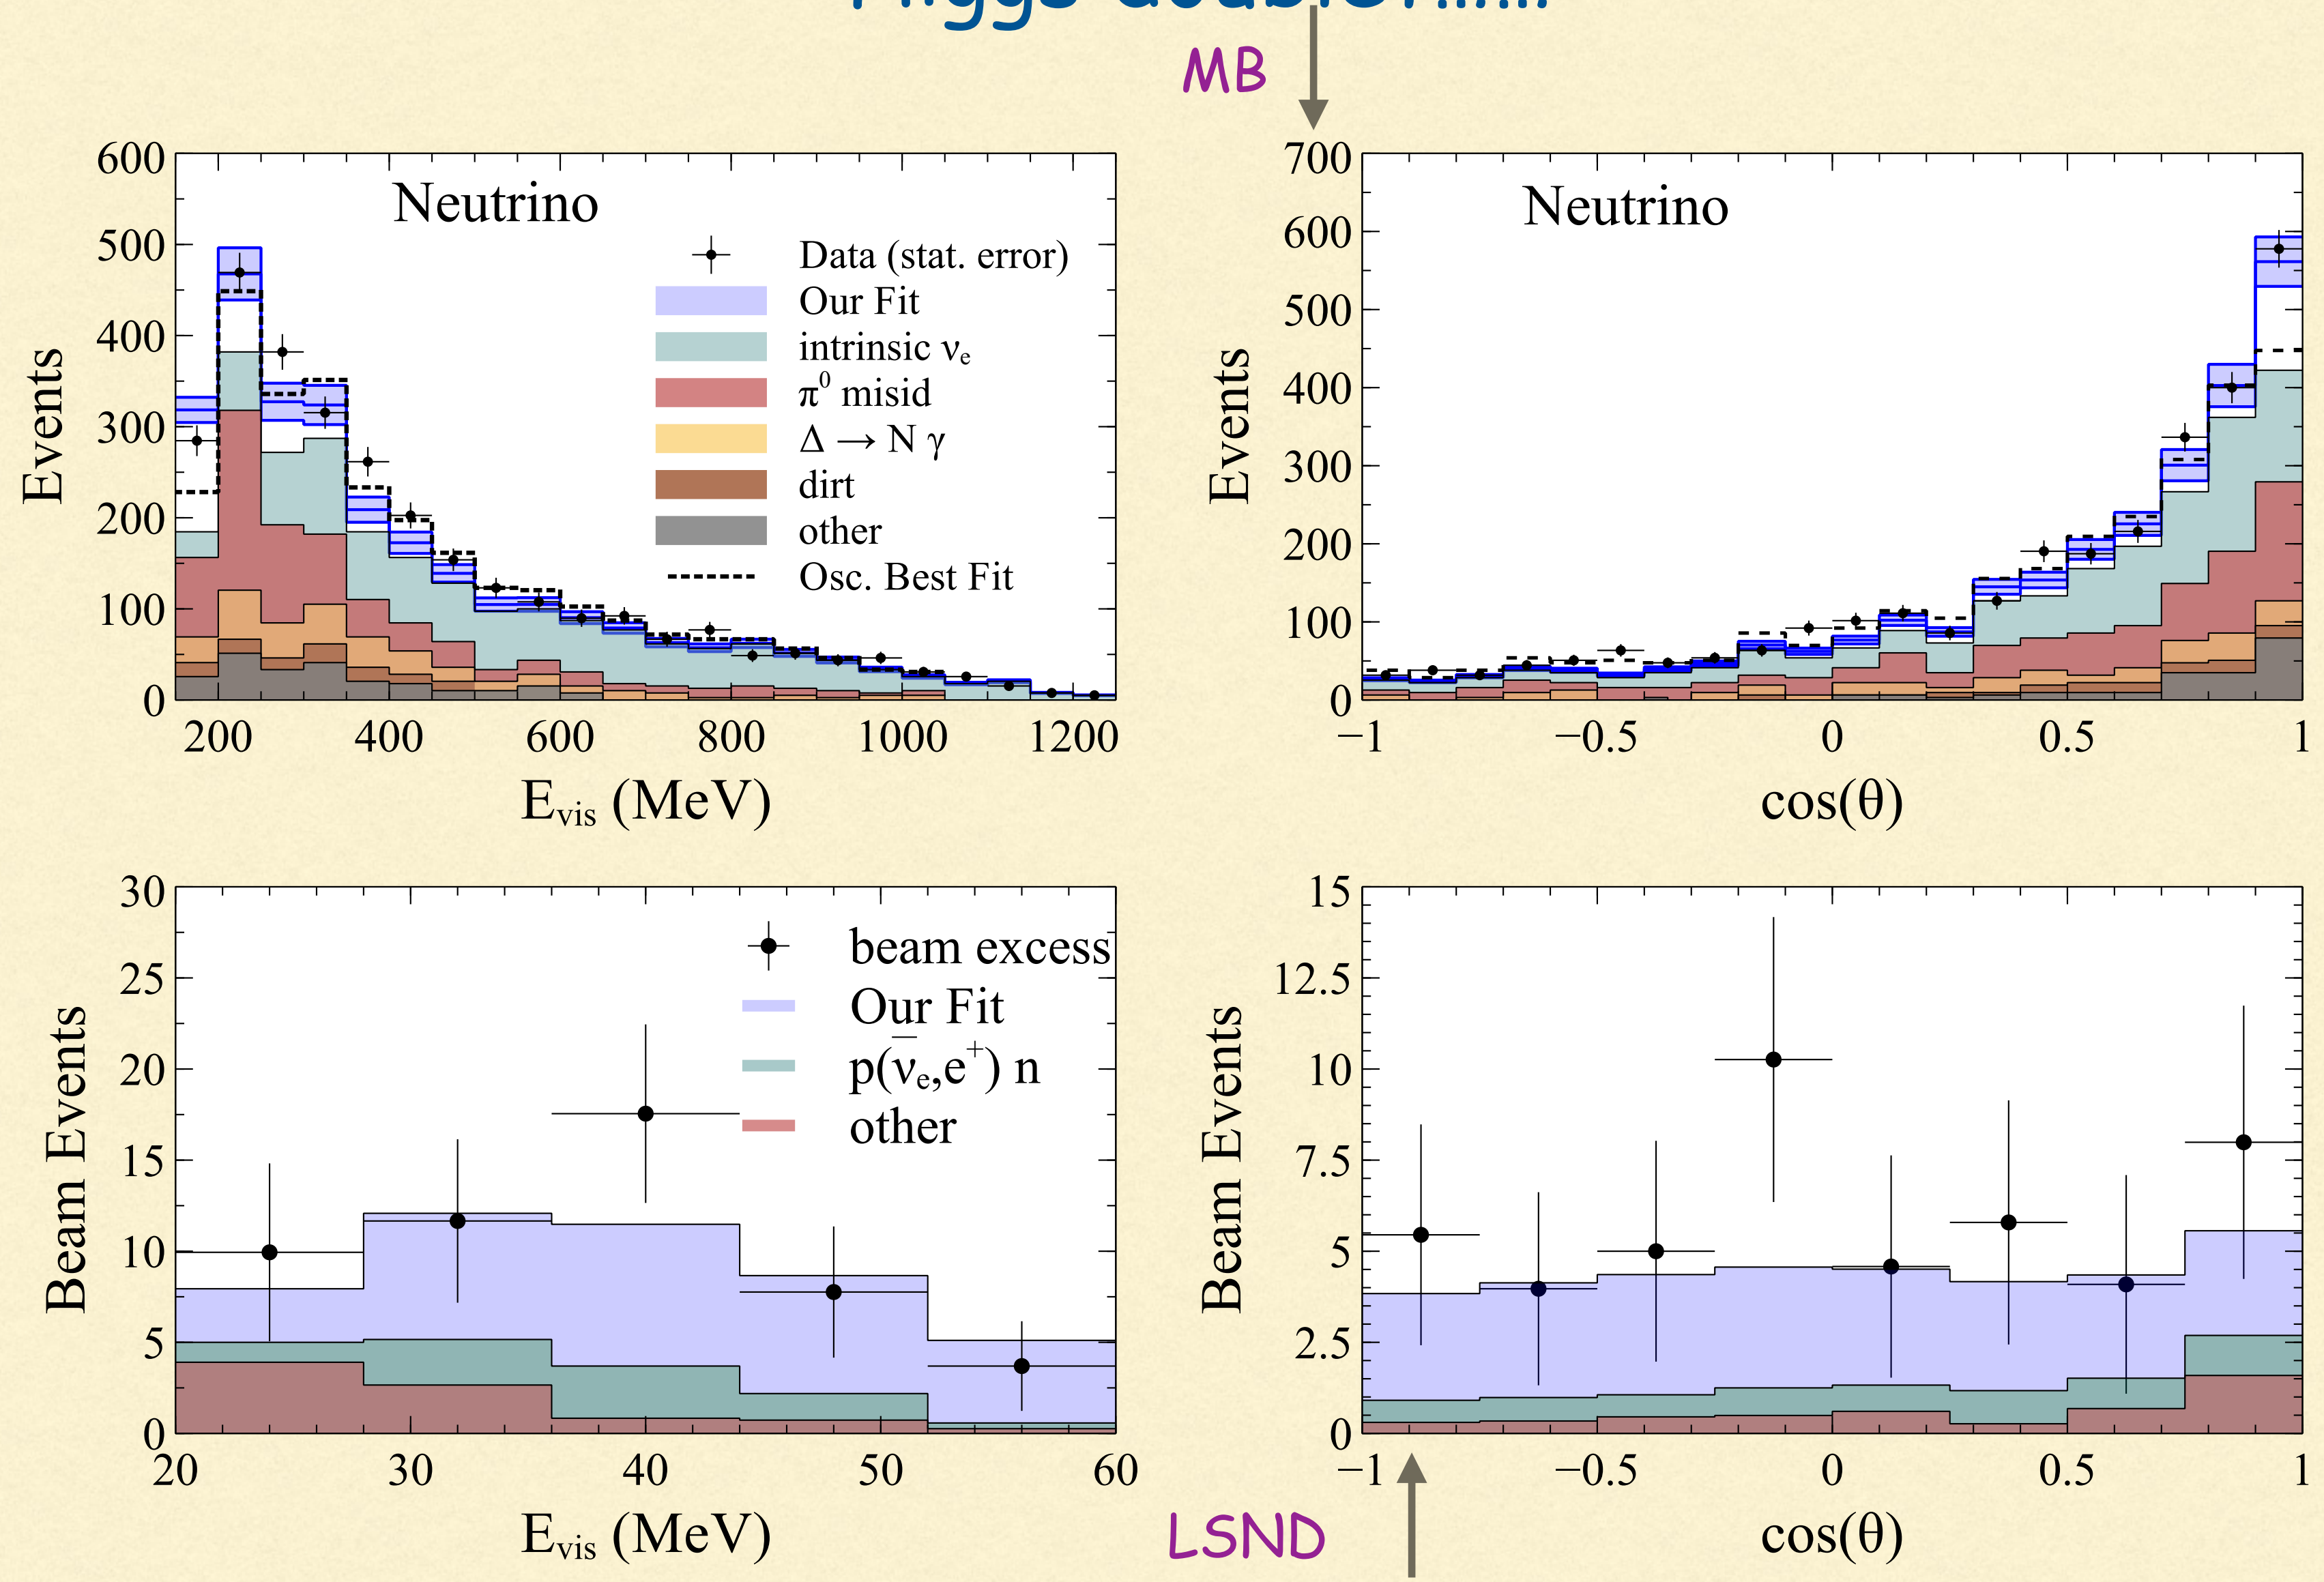 Higgs doublet
MB
Neutrino
Data (stat. error)
Our Fit
intrinsic νe
π0 misid
Δ → N γ
dirt
other
Osc. Best Fit
Events
600
500
400
300
200
100
0
200 400 600 800 1000 1200
Evis (MeV)
Neutrino
Events
700
600
500
400
300
200
100
0
−1 −0.5 0 0.5 1
cos(θ)
beam excess
Our Fit
p(ν̄e,e+) n
other
Beam Events
30
25
20
15
10
5
0
20 30 40 50 60
Evis (MeV)
Beam Events
15
12.5
10
7.5
5
2.5
0
−1 −0.5 0 0.5 1
cos(θ)
LSND